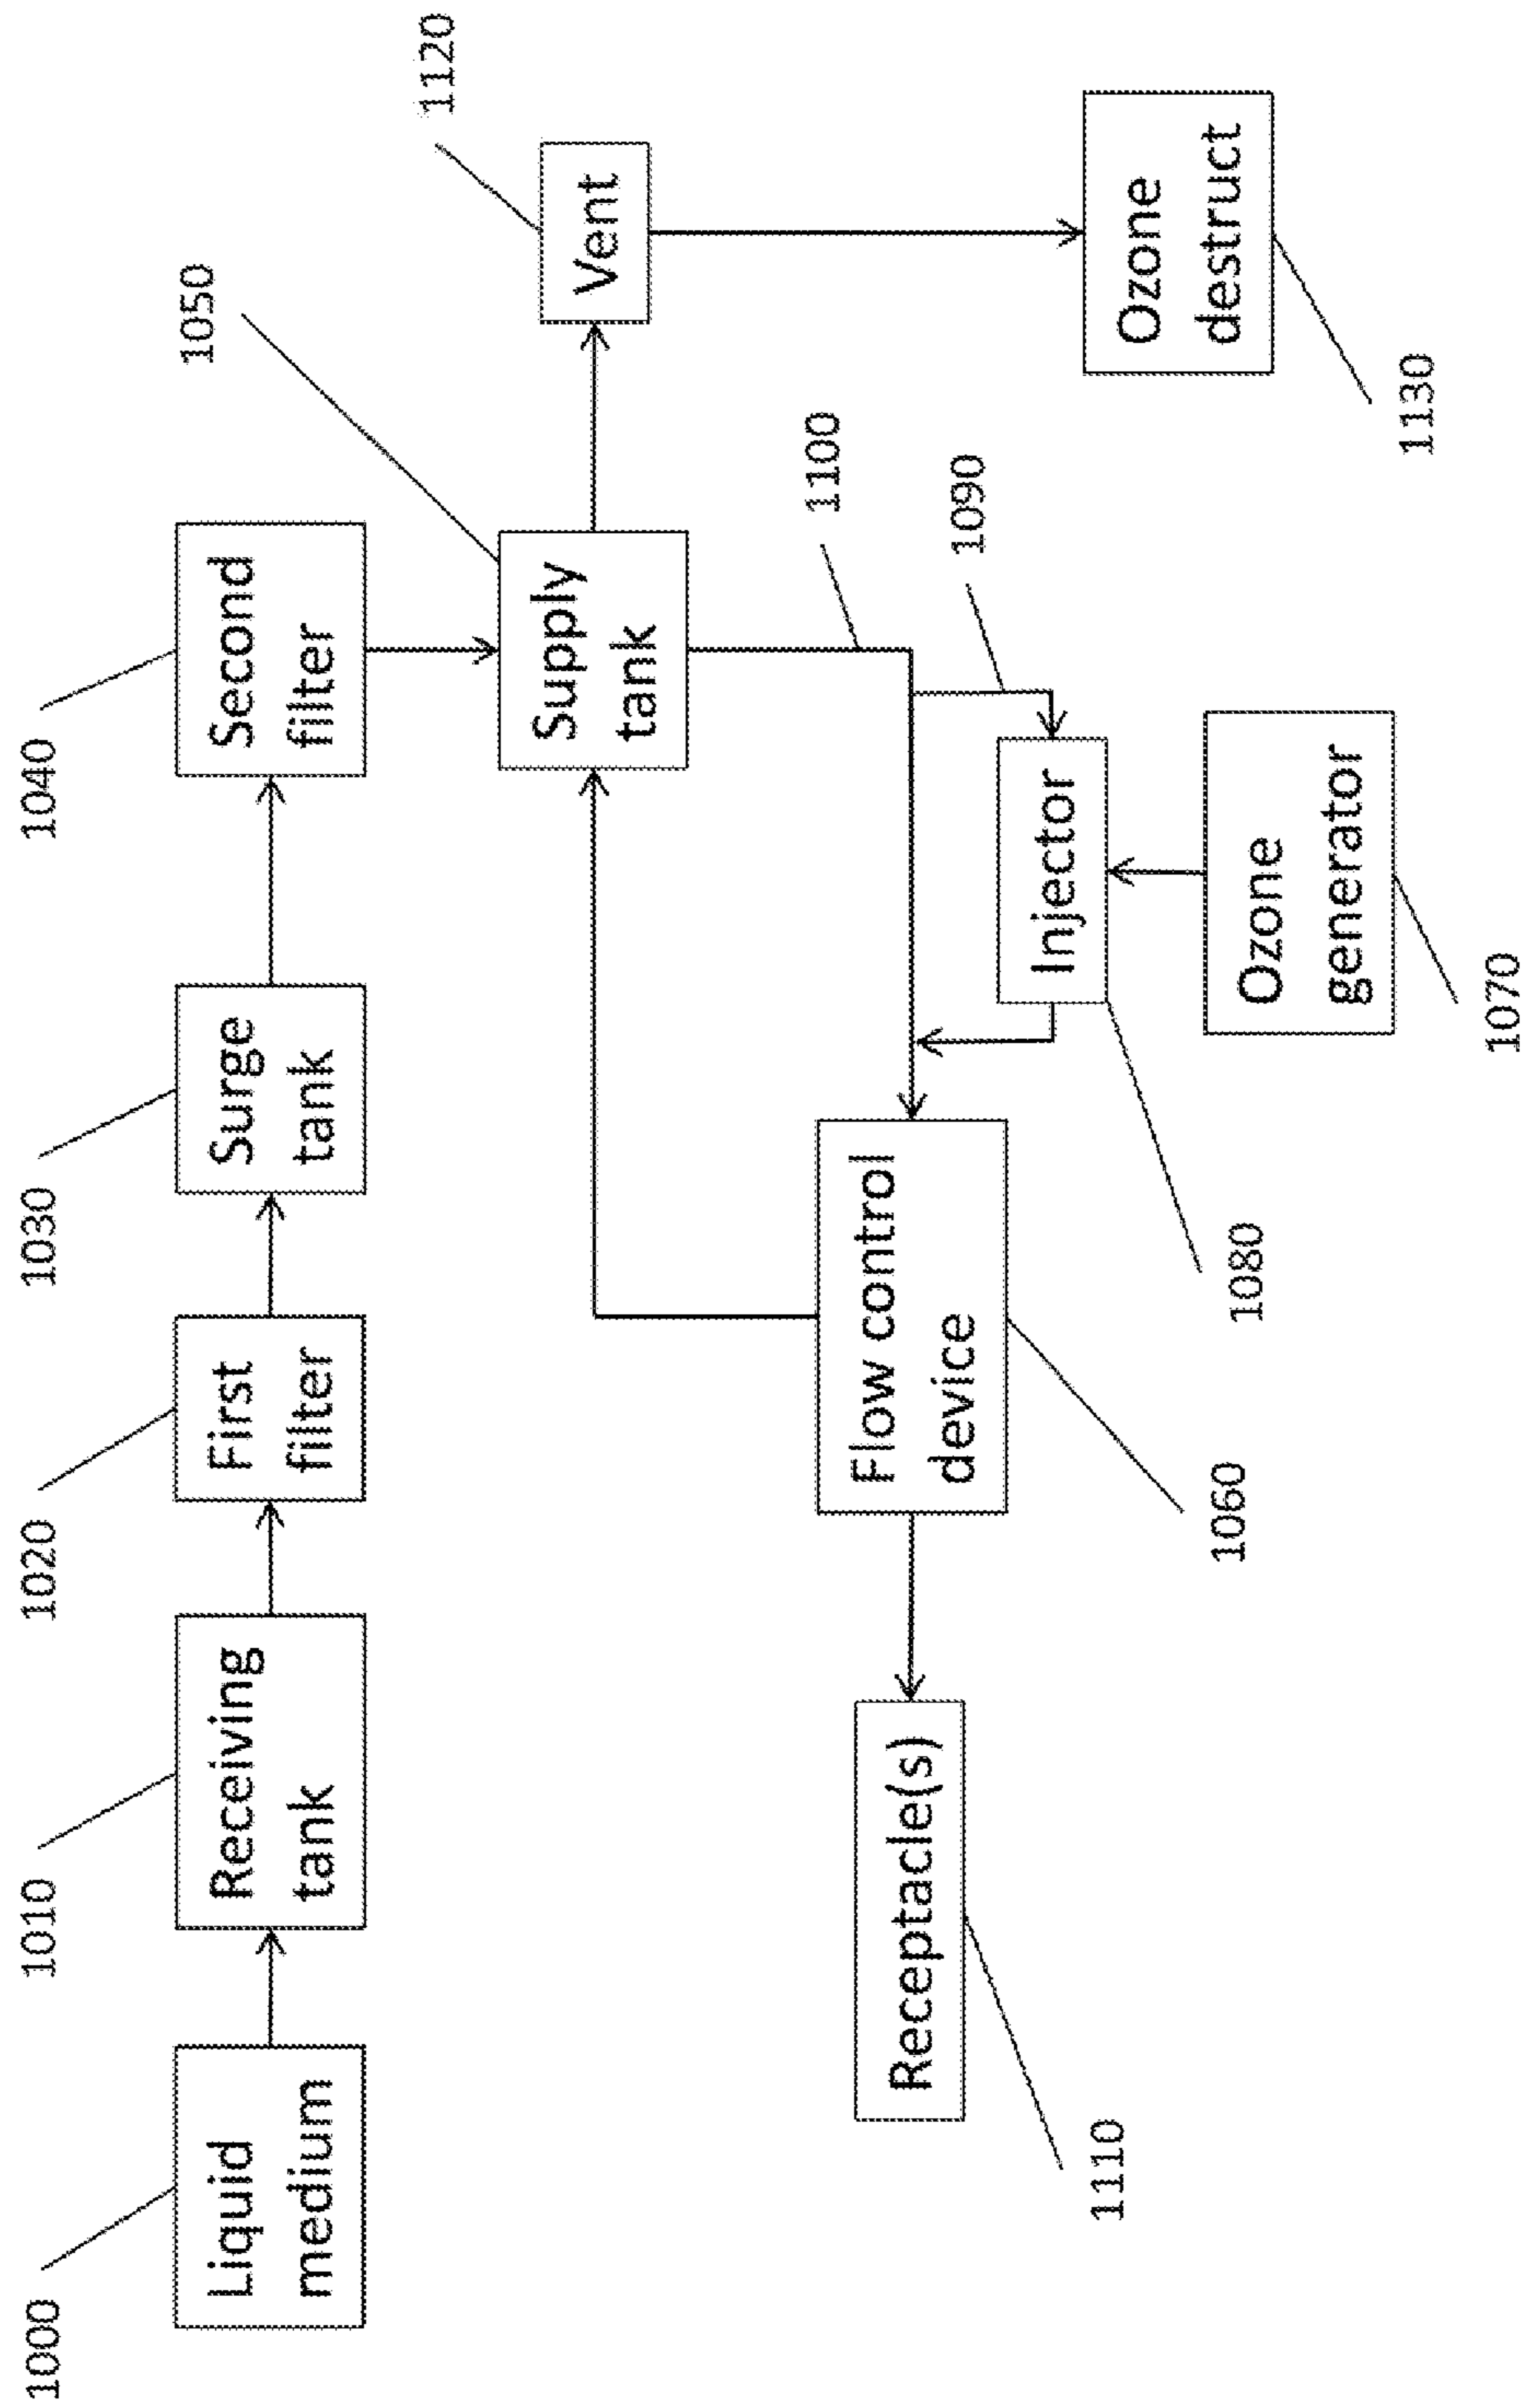 1000
1010
1020
1030
1040
Liquid
medium
Receiving
tank
First
filter
Surge
tank
Second
filter
1050
1120
Supply
tank
Vent
1100
1090
Receptacle(s)
Flow control
device
Injector
Ozone
destruct
1110
1060
1080
Ozone
generator
1070
1130